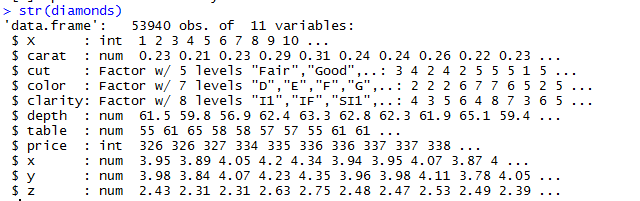 > str(diamonds)
'data.frame':   53940 obs. of  11 variables:
 $ X      : int  1 2 3 4 5 6 7 8 9 10 ...
 $ carat  : num  0.23 0.21 0.23 0.29 0.31 0.24 0.24 0.26 0.22 0.23 ...
 $ cut    : Factor w/ 5 levels "Fair","Good",..: 3 4 2 4 2 5 5 5 1 5 ...
 $ color  : Factor w/ 7 levels "D","E","F","G",..: 2 2 2 6 7 7 6 5 2 5 ...
 $ clarity: Factor w/ 8 levels "I1","IF","SI1",..: 4 3 5 6 4 8 7 3 6 5 ...
 $ depth  : num  61.5 59.8 56.9 62.4 63.3 62.8 62.3 61.9 65.1 59.4 ...
 $ table  : num  55 61 65 58 58 57 57 55 61 61 ...
 $ price  : int  326 326 327 334 335 336 336 337 337 338 ...
 $ x      : num  3.95 3.89 4.05 4.2 4.34 3.94 3.95 4.07 3.87 4 ...
 $ y      : num  3.98 3.84 4.07 4.23 4.35 3.96 3.98 4.11 3.78 4.05 ...
 $ z      : num  2.43 2.31 2.31 2.63 2.75 2.48 2.47 2.53 2.49 2.39 ...